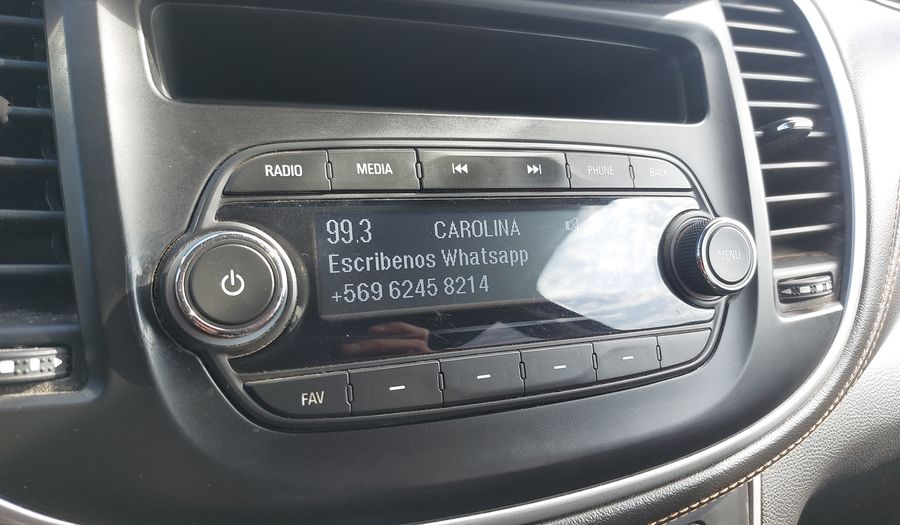 RADIO MEDIA PHONE BACK
99.3 CAROLINA
Escribenos Whatsapp
+569 6245 8214
MENU
FAV